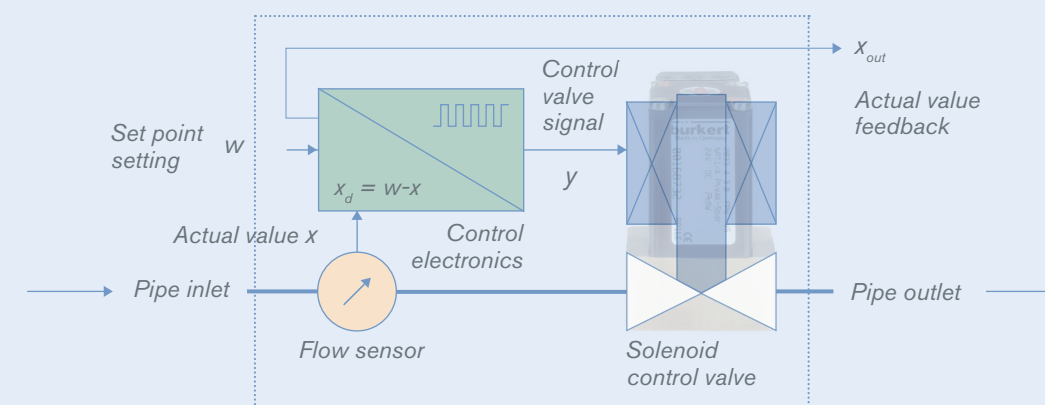 x_out
Control
valve
signal
Actual value
feedback
Set point
setting
w
burkert
y
x_d = w-x
Actual value x
Control
electronics
Pipe inlet
Pipe outlet
Flow sensor
Solenoid
control valve